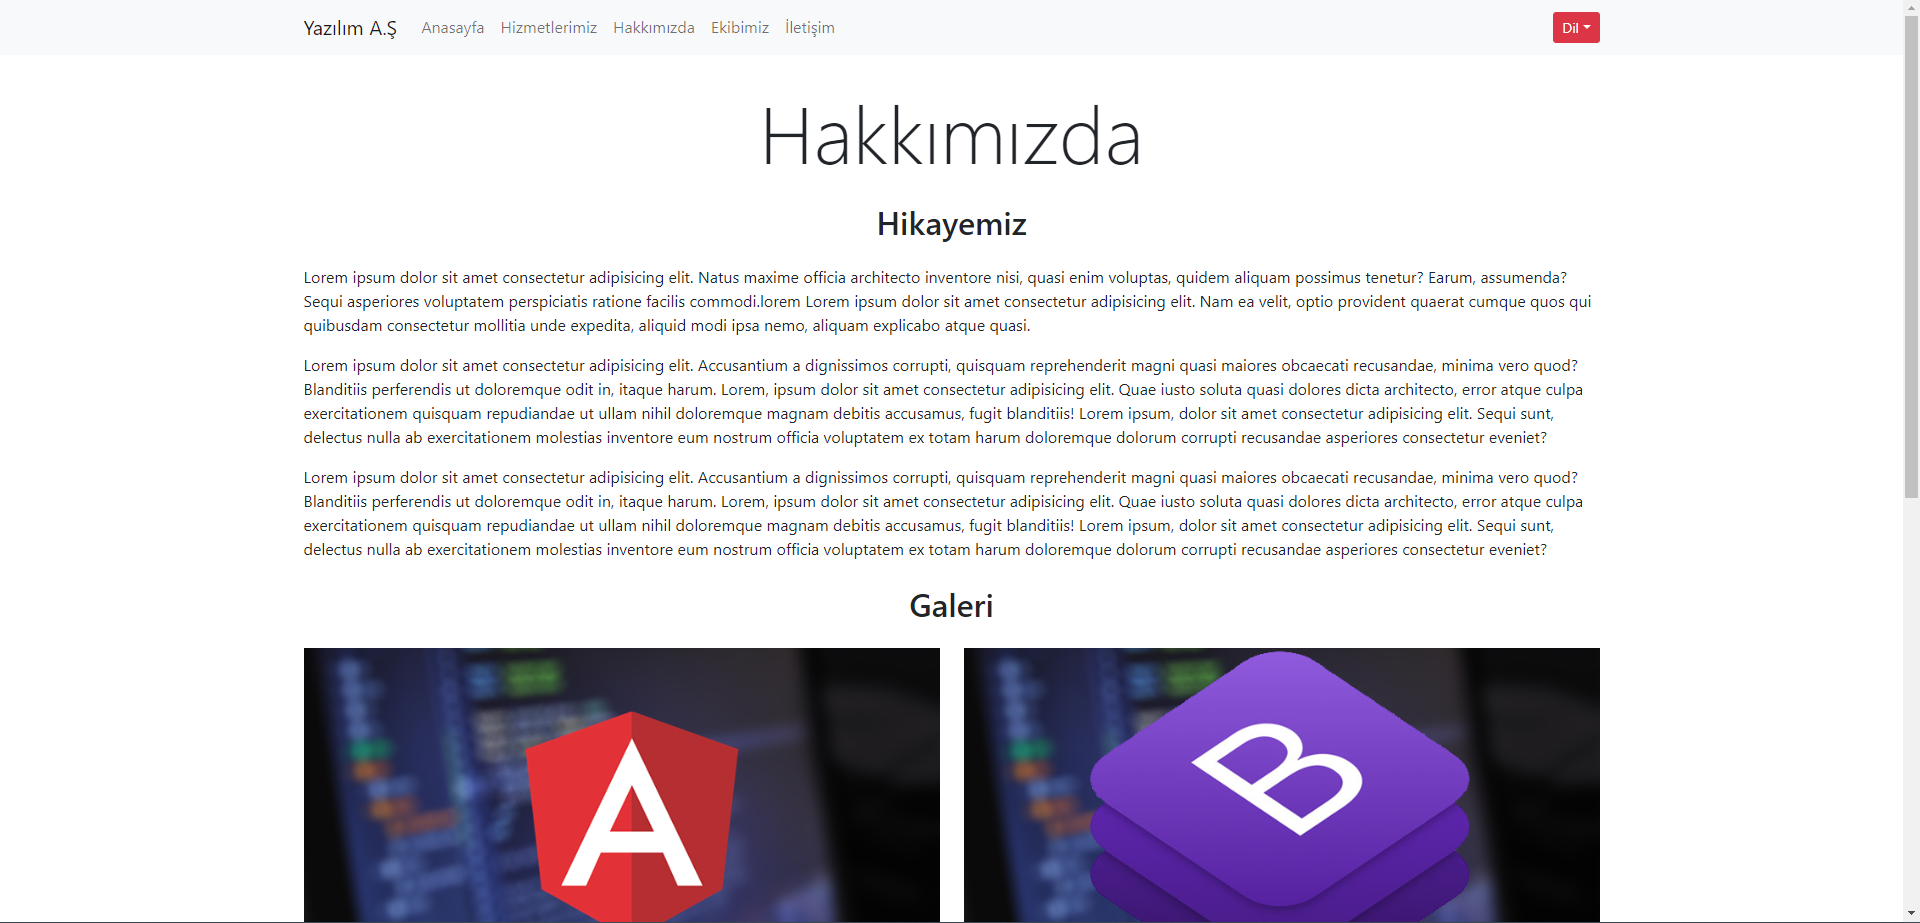 Yazılım A.Ş Anasayfa Hizmetlerimiz Hakkımızda Ekibimiz İletişim Dil
Hakkımızda
Hikayemiz
Lorem ipsum dolor sit amet consectetur adipisicing elit. Natus maxime officia architecto inventore nisi, quasi enim voluptas, quidem aliquam possimus tenetur? Earum, assumenda?
Sequi asperiores voluptatem perspiciatis ratione facilis commodi.lorem Lorem ipsum dolor sit amet consectetur adipisicing elit. Nam ea velit, optio provident quaerat cumque quos qui
quibusdam consectetur mollitia unde expedita, aliquid modi ipsa nemo, aliquam explicabo atque quasi.
Lorem ipsum dolor sit amet consectetur adipisicing elit. Accusantium a dignissimos corrupti, quisquam reprehenderit magni quasi maiores obcaecati recusandae, minima vero quod?
Blanditiis perferendis ut doloremque odit in, itaque harum. Lorem, ipsum dolor sit amet consectetur adipisicing elit. Quae iusto soluta quasi dolores dicta architecto, error atque culpa
exercitationem quisquam repudiandae ut ullam nihil doloremque magnam debitis accusamus, fugit blanditiis! Lorem ipsum, dolor sit amet consectetur adipisicing elit. Sequi sunt,
delectus nulla ab exercitationem molestias inventore eum nostrum officia voluptatem ex totam harum doloremque dolorum corrupti recusandae asperiores consectetur eveniet?
Lorem ipsum dolor sit amet consectetur adipisicing elit. Accusantium a dignissimos corrupti, quisquam reprehenderit magni quasi maiores obcaecati recusandae, minima vero quod?
Blanditiis perferendis ut doloremque odit in, itaque harum. Lorem, ipsum dolor sit amet consectetur adipisicing elit. Quae iusto soluta quasi dolores dicta architecto, error atque culpa
exercitationem quisquam repudiandae ut ullam nihil doloremque magnam debitis accusamus, fugit blanditiis! Lorem ipsum, dolor sit amet consectetur adipisicing elit. Sequi sunt,
delectus nulla ab exercitationem molestias inventore eum nostrum officia voluptatem ex totam harum doloremque dolorum corrupti recusandae asperiores consectetur eveniet?
Galeri
A
B